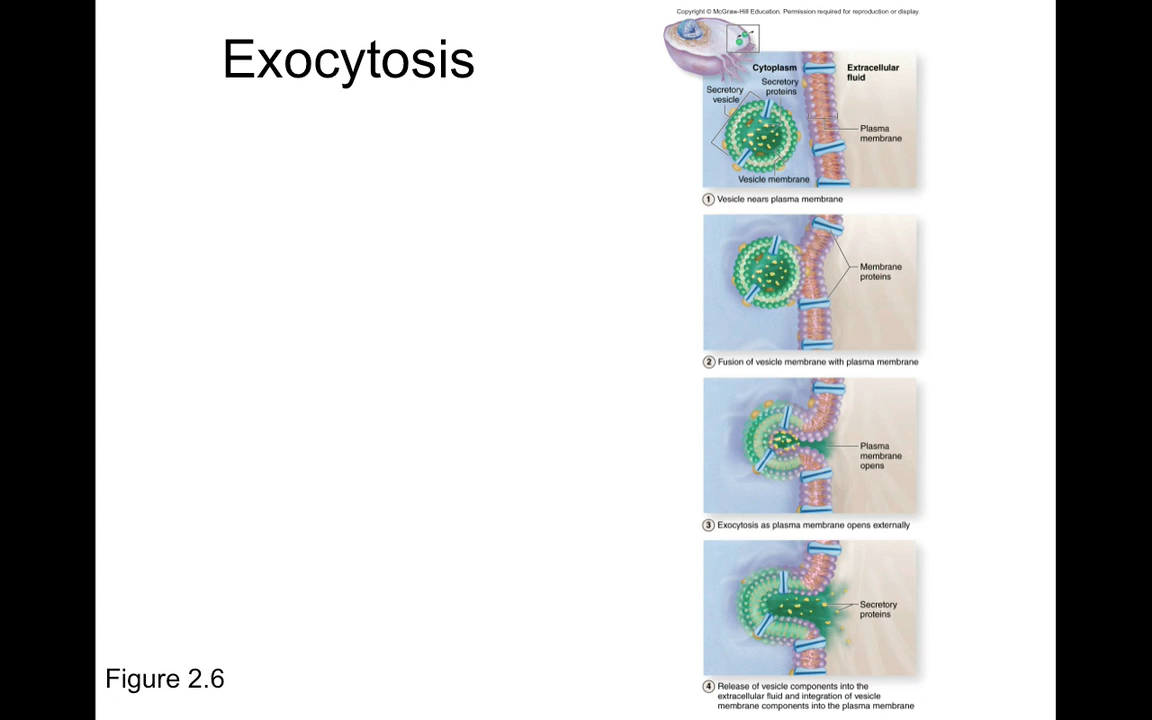 Copyright © McGraw-Hill Education. Permission required for reproduction or display.
Exocytosis
Cytoplasm
Extracellular
fluid
Secretory
proteins
Secretory
vesicle
Plasma
membrane
Vesicle membrane
1 Vesicle nears plasma membrane
Membrane
proteins
2 Fusion of vesicle membrane with plasma membrane
Plasma
membrane
opens
3 Exocytosis as plasma membrane opens externally
Secretory
proteins
4 Release of vesicle components into the
extracellular fluid and integration of vesicle
membrane components into the plasma membrane
Figure 2.6